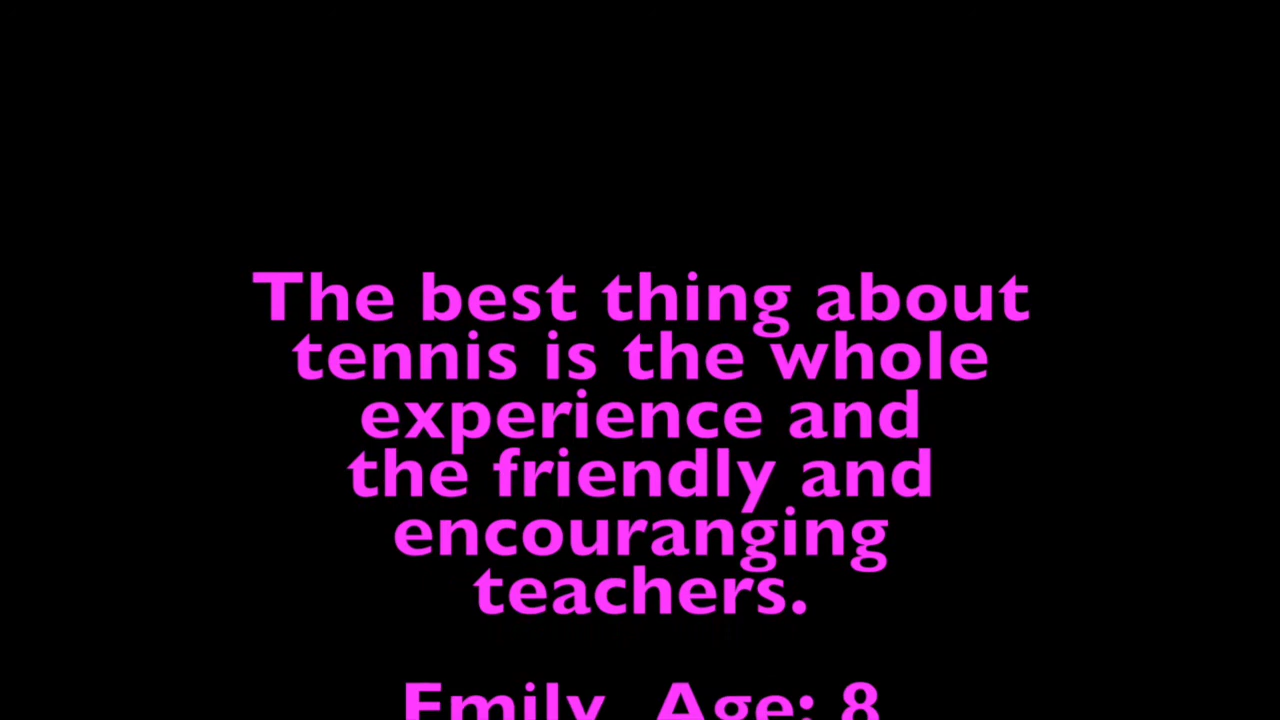 The best thing about
tennis is the whole
experience and
the friendly and
encouranging
teachers.
Emily, Age: 8